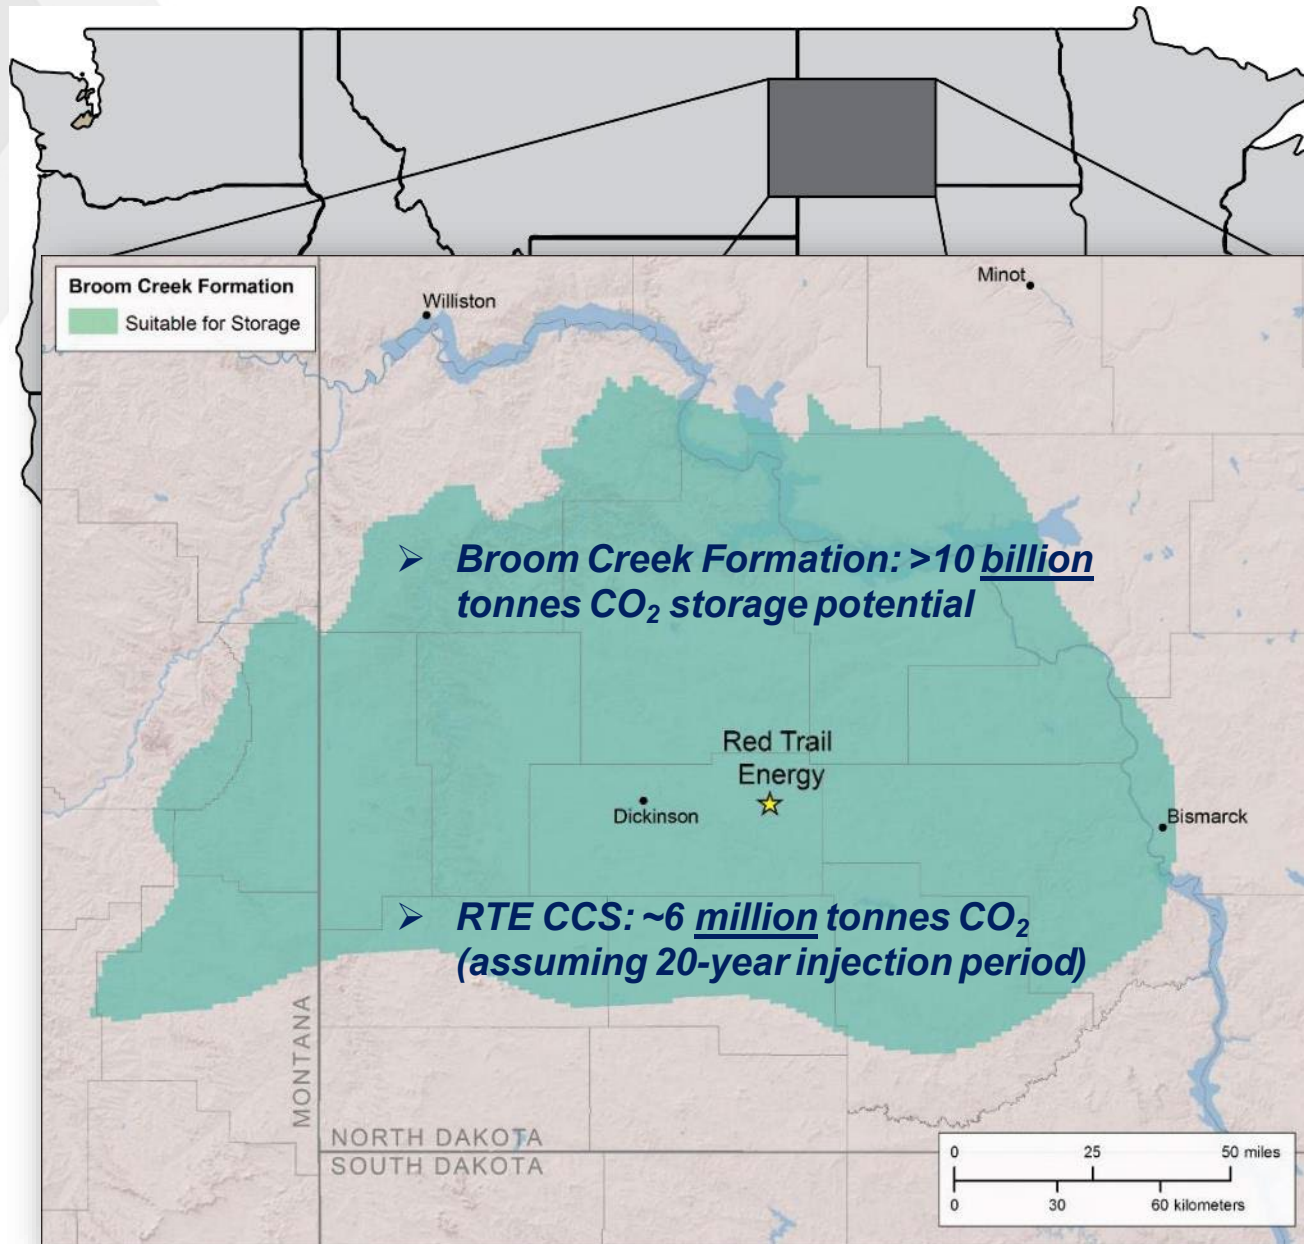 Broom Creek Formation
Suitable for Storage
Williston
Minot
➢ Broom Creek Formation: >10 billion
tonnes CO₂ storage potential
Red Trail
Energy
Dickinson
Bismarck
➢ RTE CCS: ~6 million tonnes CO₂
(assuming 20-year injection period)
MONTANA
NORTH DAKOTA
SOUTH DAKOTA
0 25 50 miles
0 30 60 kilometers